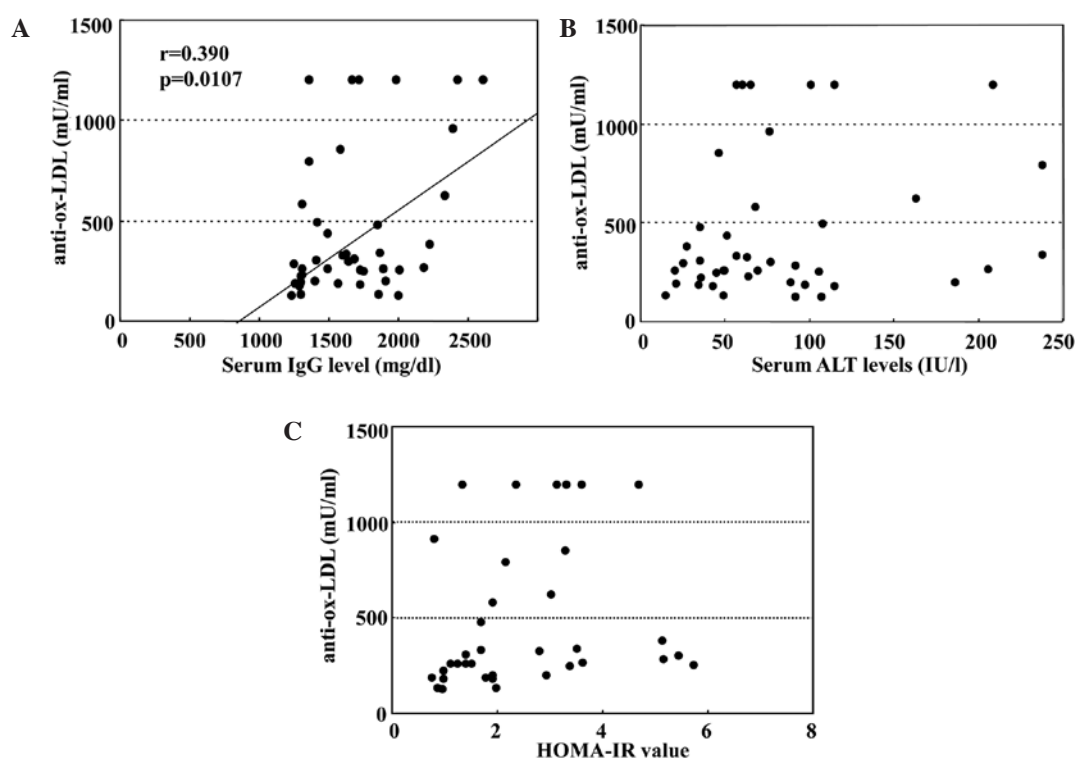 A
r=0.390
p=0.0107
anti-ox-LDL (mU/ml)
1500
1000
500
0
0 500 1000 1500 2000 2500
Serum IgG level (mg/dl)
B
anti-ox-LDL (mU/ml)
1500
1000
500
0
0 50 100 150 200 250
Serum ALT levels (IU/l)
C
anti-ox-LDL (mU/ml)
1500
1000
500
0
0 2 4 6 8
HOMA-IR value